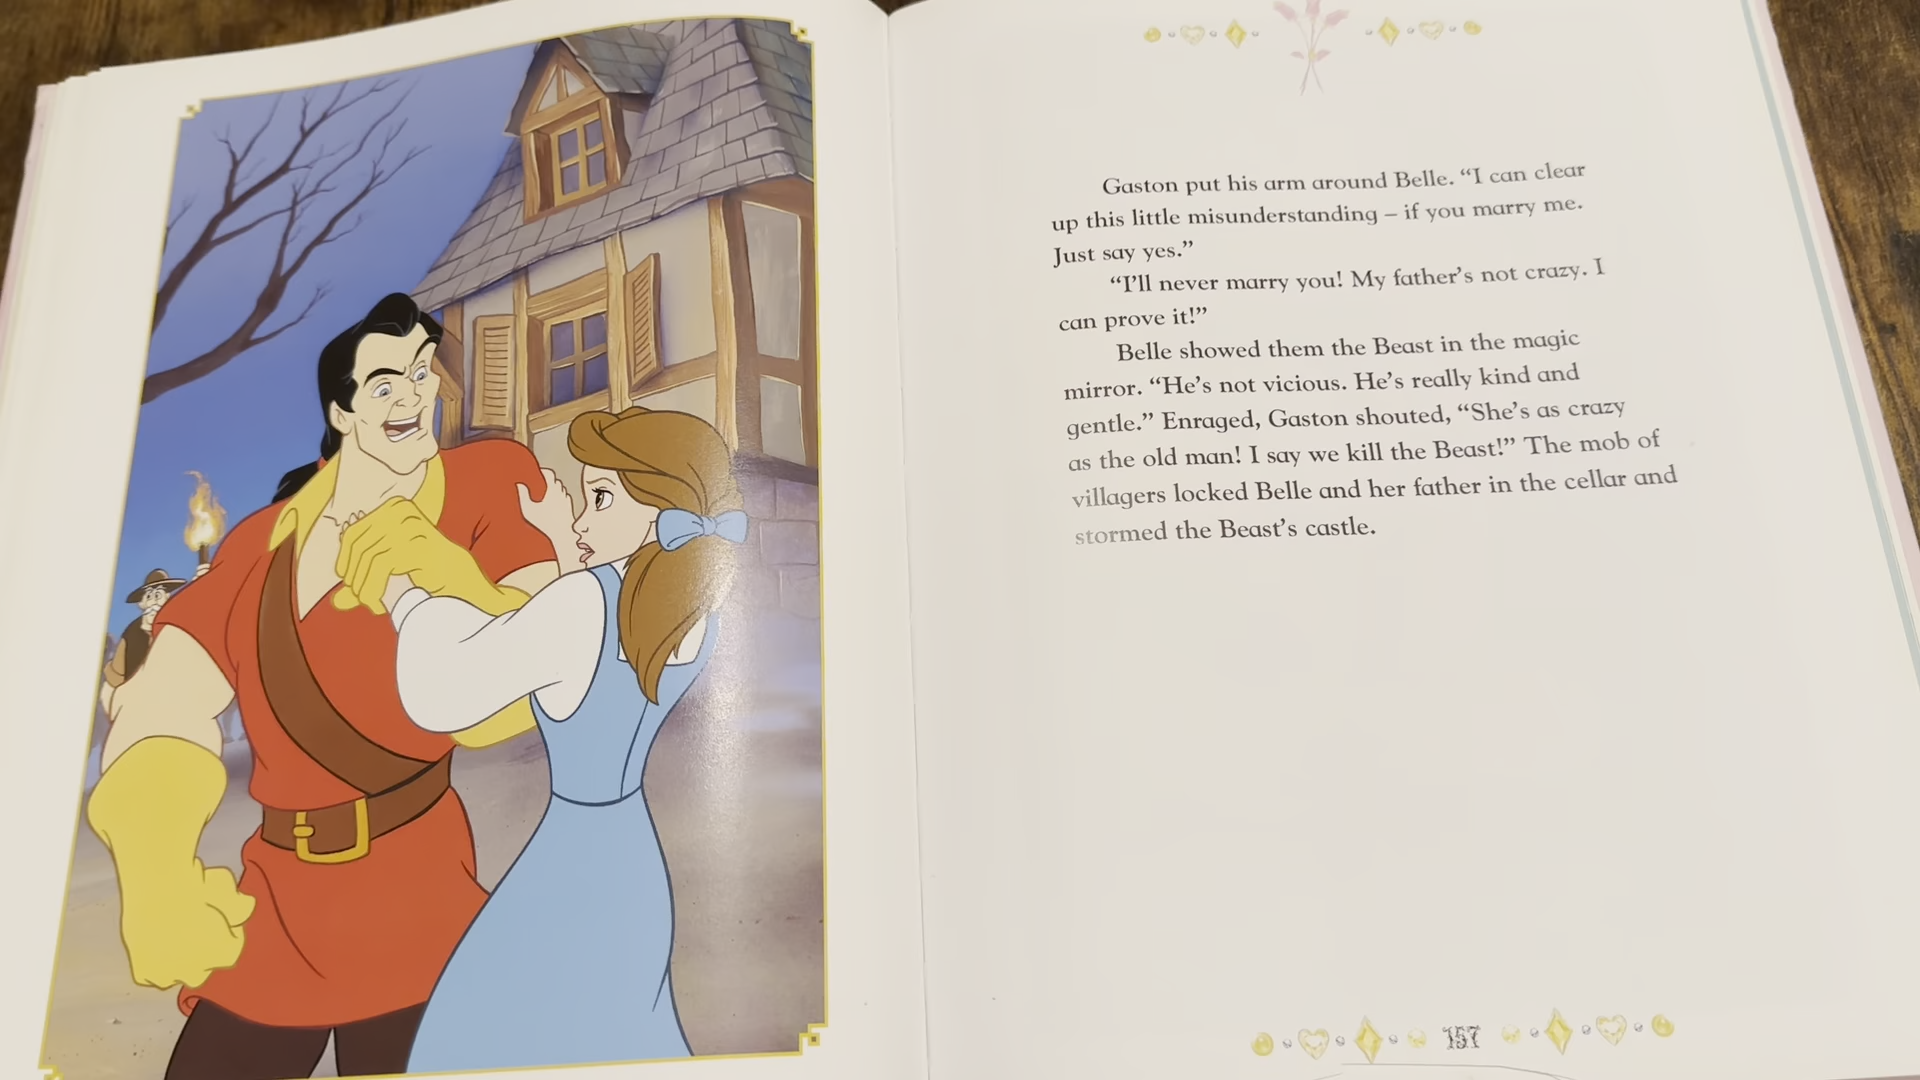 Gaston put his arm around Belle. “I can clear
up this little misunderstanding – if you marry me.
Just say yes.”
“I’ll never marry you! My father’s not crazy. I
can prove it!”
Belle showed them the Beast in the magic
mirror. “He’s not vicious. He’s really kind and
gentle.” Enraged, Gaston shouted, “She’s as crazy
as the old man! I say we kill the Beast!” The mob of
villagers locked Belle and her father in the cellar and
stormed the Beast’s castle.
157